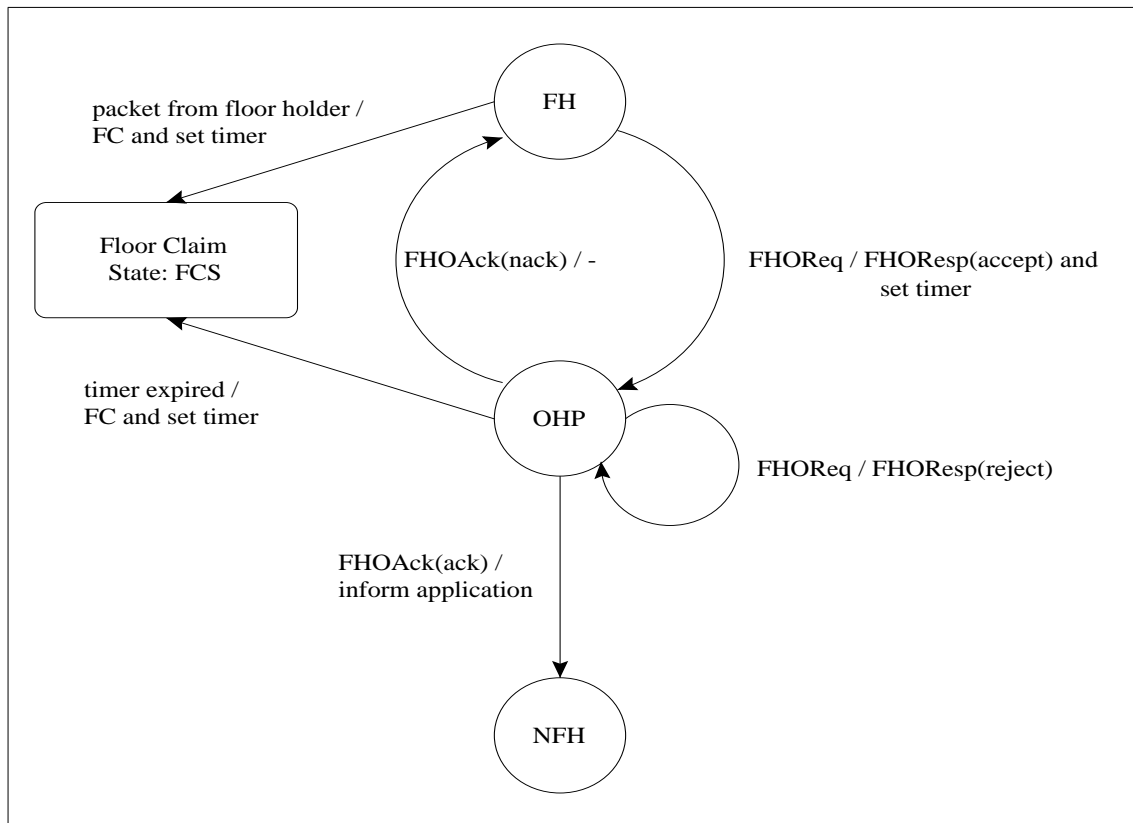 FH
packet from floor holder /
FC and set timer
Floor Claim
State: FCS
FHOAck(nack) / -
FHOReq / FHOResp(accept) and
set timer
timer expired /
FC and set timer
OHP
FHOReq / FHOResp(reject)
FHOAck(ack) /
inform application
NFH